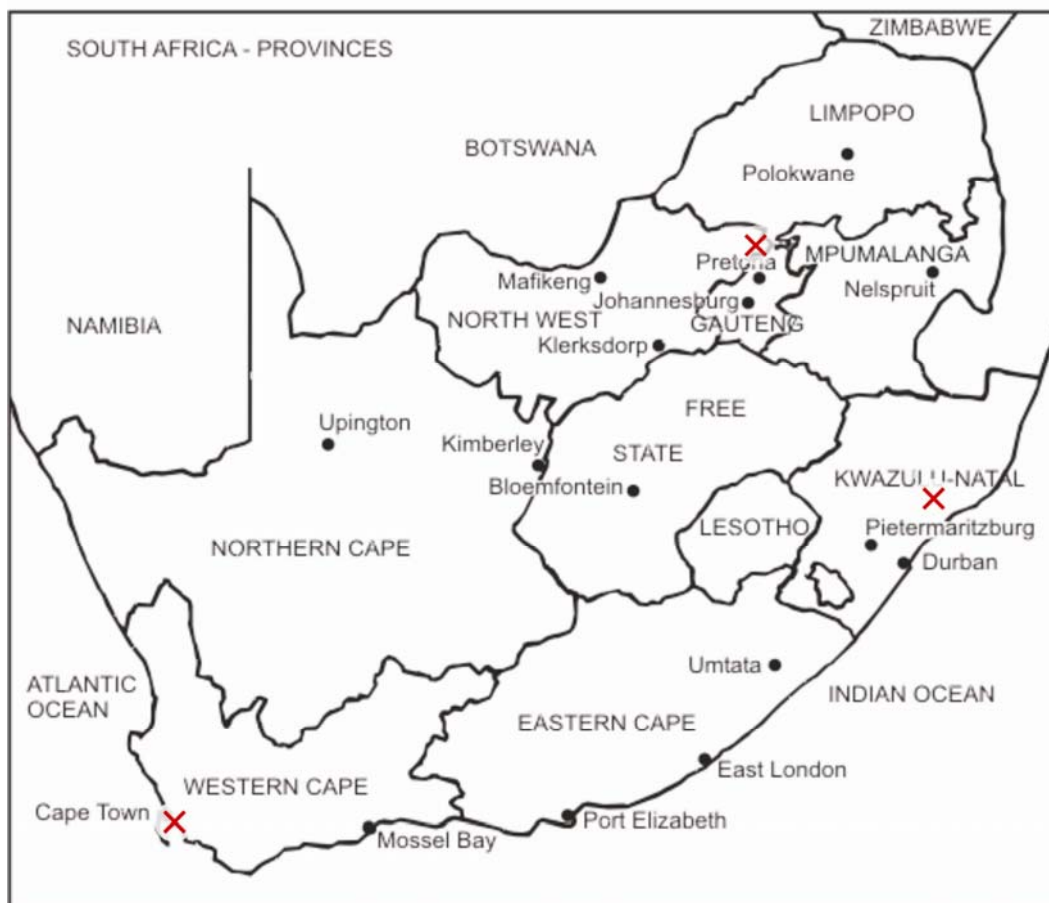 ZIMBABWE
SOUTH AFRICA - PROVINCES
LIMPOPO
BOTSWANA
Polokwane
MPUMALANGA
Pretoria
Mafikeng
Nelspruit
Johannesburg
NAMIBIA
NORTH WEST
GAUTENG
Klerksdorp
FREE
STATE
Upington
Kimberley
KWAZULU-NATAL
Bloemfontein
LESOTHO
Pietermaritzburg
NORTHERN CAPE
Durban
Umtata
ATLANTIC
OCEAN
INDIAN OCEAN
EASTERN CAPE
East London
WESTERN CAPE
Cape Town
Port Elizabeth
Mossel Bay